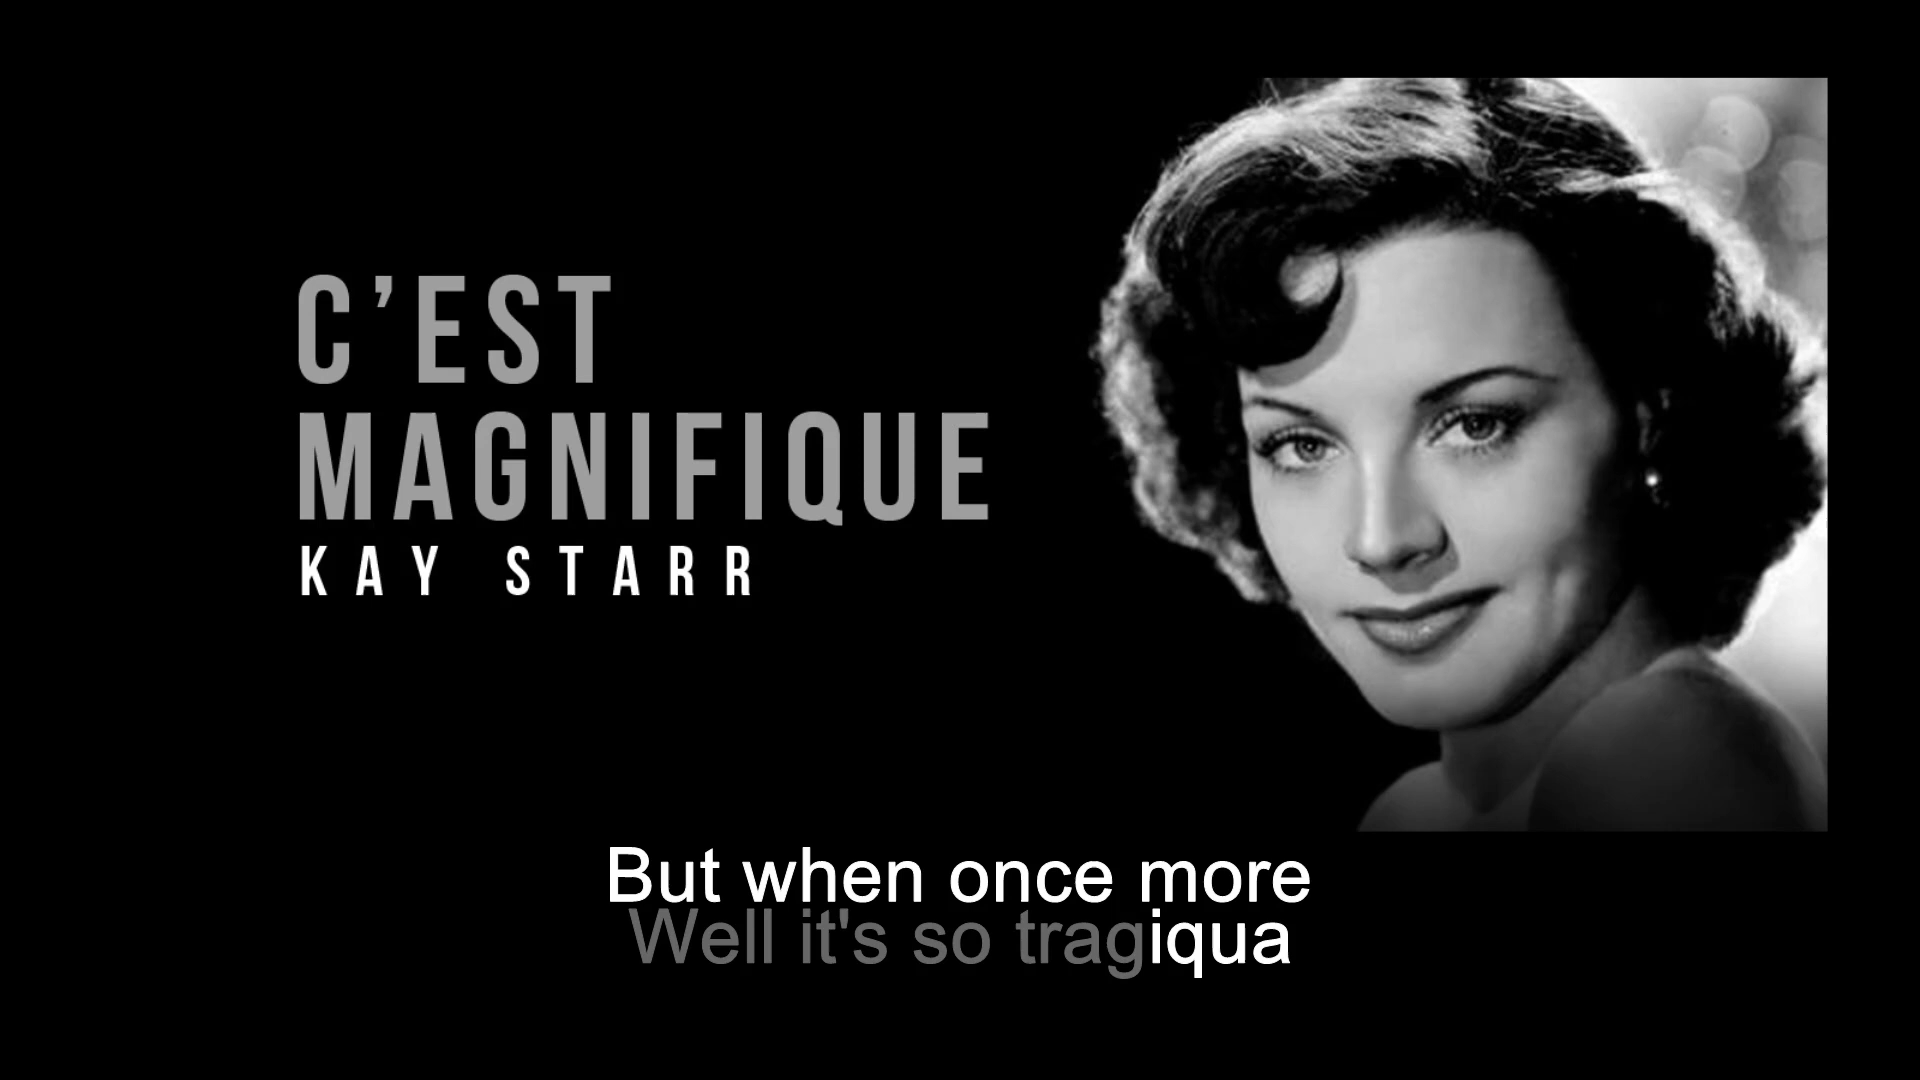 C’EST
MAGNIFIQUE
KAY STARR
But when once more
Well it's so tragiqua